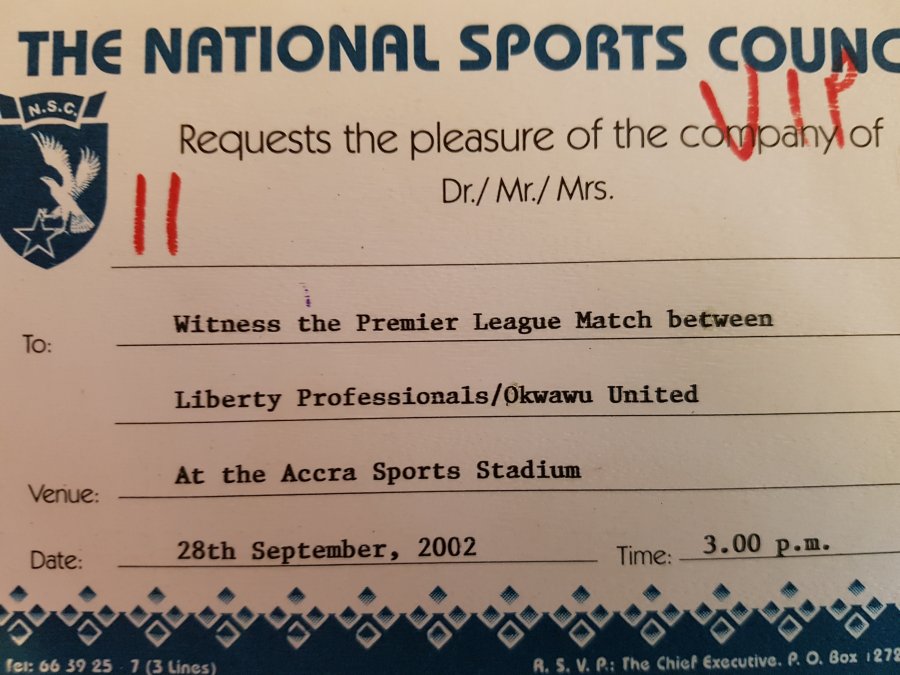 THE NATIONAL SPORTS COUNC
VIP
N.S.C.
Requests the pleasure of the company of
Dr./ Mr./ Mrs.
11
To: Witness the Premier League Match between
Liberty Professionals/Okwawu United
Venue: At the Accra Sports Stadium
Date: 28th September, 2002 Time: 3.00 p.m.
Tel: 66 39 25 - 7 (3 Lines) R. S. V. P.: The Chief Executive. P. O. Box 1272